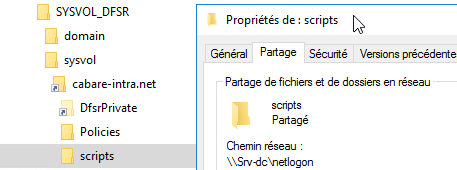 SYSVOL_DFSR
domain
sysvol
cabare-intra.net
DfsrPrivate
Policies
scripts
Propriétés de : scripts
Général Partage Sécurité Versions précédentes
Partage de fichiers et de dossiers en réseau
scripts
Partagé
Chemin réseau :
\\Srv-dc\netlogon